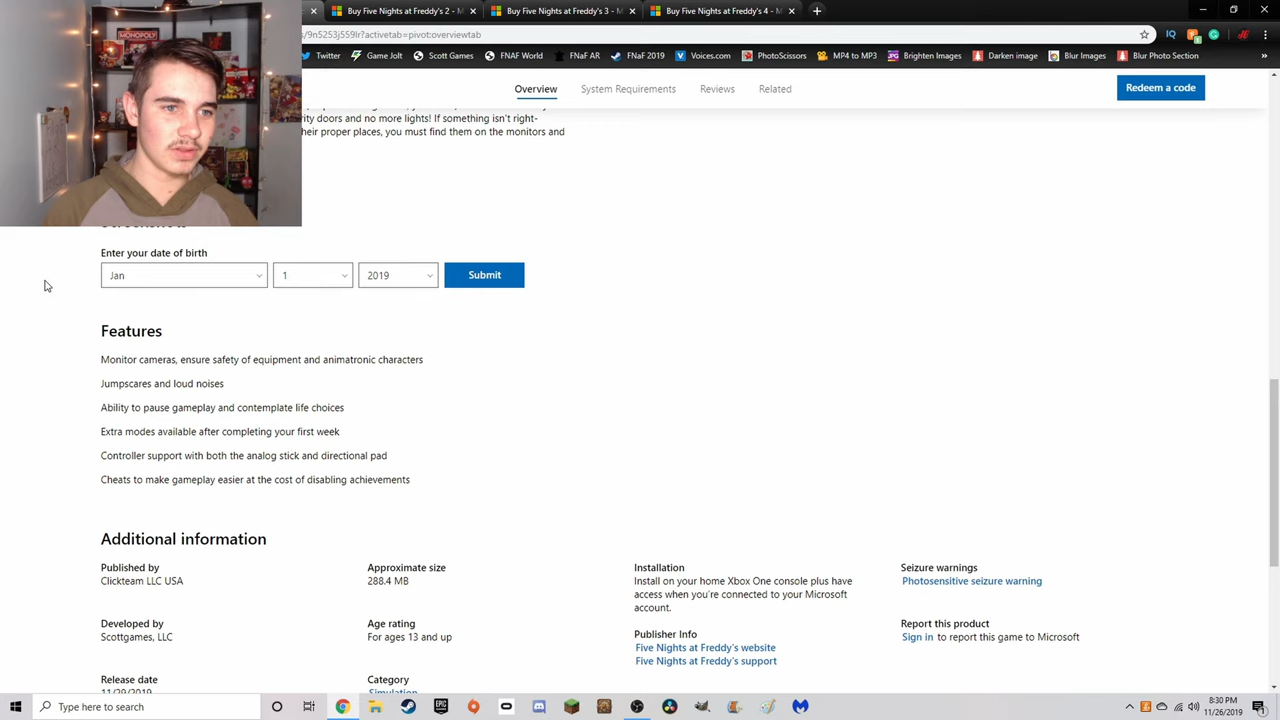 MONOPOLY
Buy Five Nights at Freddy's 2 -
Buy Five Nights at Freddy's 3 -
Buy Five Nights at Freddy's 4 -
s/9n5253j559lr?activetab=pivot:overviewtab
Twitter
Game Jolt
Scott Games
FNAF World
FNAF AR
FNaF 2019
Voices.com
PhotoScissors
MP4 to MP3
Brighten Images
Darken image
Blur Images
Blur Photo Section
Overview
System Requirements
Reviews
Related
Redeem a code
rity doors and no more lights! If something isn't right-
heir proper places, you must find them on the monitors and
Screenshots
Enter your date of birth
Jan
1
2019
Submit
Features
Monitor cameras, ensure safety of equipment and animatronic characters
Jumpscares and loud noises
Ability to pause gameplay and contemplate life choices
Extra modes available after completing your first week
Controller support with both the analog stick and directional pad
Cheats to make gameplay easier at the cost of disabling achievements
Additional information
Published by
Clickteam LLC USA
Developed by
Scottgames, LLC
Release date
11/29/2019
Approximate size
288.4 MB
Age rating
For ages 13 and up
Category
Simulation
Installation
Install on your home Xbox One console plus have
access when you're connected to your Microsoft
account.
Publisher Info
Five Nights at Freddy's website
Five Nights at Freddy's support
Seizure warnings
Photosensitive seizure warning
Report this product
Sign in to report this game to Microsoft
Type here to search
8:30 PM
11/26/2019